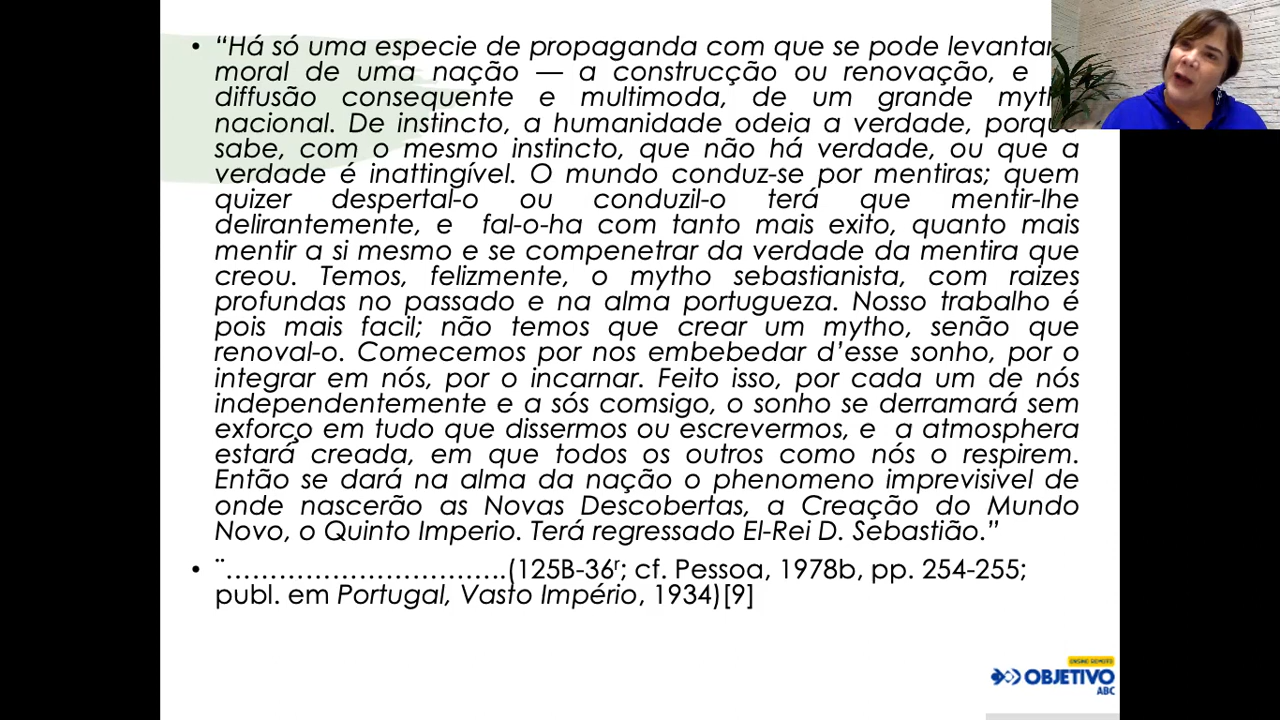 • “Há só uma especie de propaganda com que se pode levantar
moral de uma nação — a construcção ou renovação, e
diffusão consequente e multimoda, de um grande myth
nacional. De instincto, a humanidade odeia a verdade, porque
sabe, com o mesmo instincto, que não há verdade, ou que a
verdade é inattingível. O mundo conduz-se por mentiras; quem
quizer despertal-o ou conduzil-o terá que mentir-lhe
delirantemente, e fal-o-ha com tanto mais exito, quanto mais
mentir a si mesmo e se compenetrar da verdade da mentira que
creou. Temos, felizmente, o mytho sebastianista, com raizes
profundas no passado e na alma portugueza. Nosso trabalho é
pois mais facil; não temos que crear um mytho, senão que
renoval-o. Comecemos por nos embebedar d’esse sonho, por o
integrar em nós, por o incarnar. Feito isso, por cada um de nós
independentemente e a sós comsigo, o sonho se derramará sem
exforço em tudo que dissermos ou escrevermos, e a atmosphera
estará creada, em que todos os outros como nós o respirem.
Então se dará na alma da nação o phenomeno imprevisivel de
onde nascerão as Novas Descobertas, a Creação do Mundo
Novo, o Quinto Imperio. Terá regressado El-Rei D. Sebastião.”
• ¨…………………………..(125B-36r; cf. Pessoa, 1978b, pp. 254-255;
publ. em Portugal, Vasto Império, 1934)[9]
ENSINO REMOTO
OBJETIVO
ABC